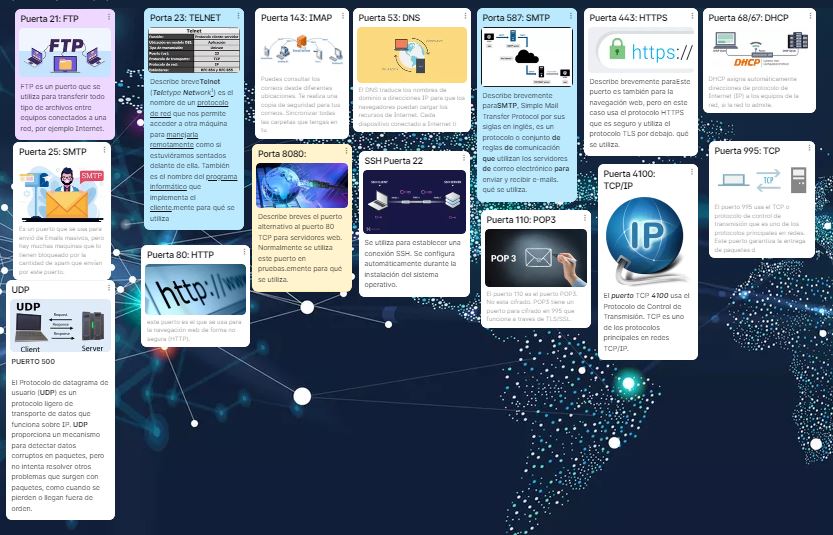 Puerta 21: FTP
FTP
FTP es un puerto que se
utiliza para transferir todo
tipo de archivos entre
equipos conectados a una
red, por ejemplo Internet.
Puerta 25: SMTP
SMTP
Es un puerto que se usa para
envió de Emails masivca, pero
hay muchas maquinas que lo
tienen bloqueado por la
cantidad de spam que envían
por este puerto.
UDP
UDP
Request
Response
Response
Client
Server
PUERTO 500
El Protocolo de datagrama de
usuario (UDP) es un
protocolo ligero de
transporte de datos que
funciona sobre IP. UDP
proporciona un mecanismo
para detectar datos
corruptos en paquetes, pero
no intenta resolver otros
problemas que surgen con
paquetes, como cuando se
pierden o llegan fuera de
orden.
Porta 23: TELNET
Telnet
Describe breveTelnet
(Teletype Network1) es el
nombre de un protocolo
de red que nos permite
acceder a otra máquina
para manejarla
remotamente como si
estuviéramos sentados
delante de ella. También
es el nombre del programa
informático que
implementa el
cliente.mente para qué se
utiliza
Puerta 80: HTTP
http://ww
este puerto es el que se usa para
la navegación web de forma no
segura (HTTP).
Puerta 143: IMAP
Puedes consultar los
correos desde diferentes
ubicaciones. Te realiza una
copia de seguridad para tus
correos. Sincronizar todas
las carpetas que tengas en
Porta 8080:
Describe breves el puerto
alternativo al puerto 80
TCP para servidores web.
Normalmente se utiliza
este puerto en
pruebas.emente para qué
se utiliza.
Puerta 53: DNS
El DNS traduce los nombres de
dominio a direcciones IP para que los
navegadores puedan cargar los
recursos de Internet. Cada
dispositivo conectado a Internet ti
SSH Puerta 22
SSH CLIENT
SSH SERVER
Se utiliza para establecer una
conexión SSH. Se configura
automáticamente durante la
instalación del sistema
operativo.
Puerta 587: SMTP
Describe brevemente
paraSMTP, Simple Mail
Transfer Protocol por sus
siglas en inglés, es un
protocolo o conjunto de
reglas de comunicación
que utilizan los servidores
de correo electrónico para
enviar y recibir e-mails.
qué se utiliza.
Puerta 110: POP3
POP 3
El puerto 110 es el puerto POP3.
No esta cifrado. POP3 tiene un
puerto para cifrado en 995 que
funciona a través de TLS/SSL.
Puerta 443: HTTPS
https://
Describe brevemente paraEste
puerto es también para la
navegación web, pero en este
caso usa el protocolo HTTPS
que es seguro y utiliza el
protocolo TLS por debajo. qué
se utiliza.
Puerta 4100:
TCP/IP
IP
El puerto TCP 4100 usa el
Protocolo de Control de
Transmisión. TCP es uno
de los protocolos
principales en redes
TCP/IP.
Puerta 68/67: DHCP
DHCP
DHCP asigna automáticamente
direcciones de protocolo de
Internet (IP) a los equipos de la
red, si la red lo admite.
Puerta 995: TCP
TCP
El puerto 995 usa el TCP o
protocolo de control de
transmisión que es uno de los
protocolos principales en redes.
Este puerto garantiza la entrega
de paquetes d